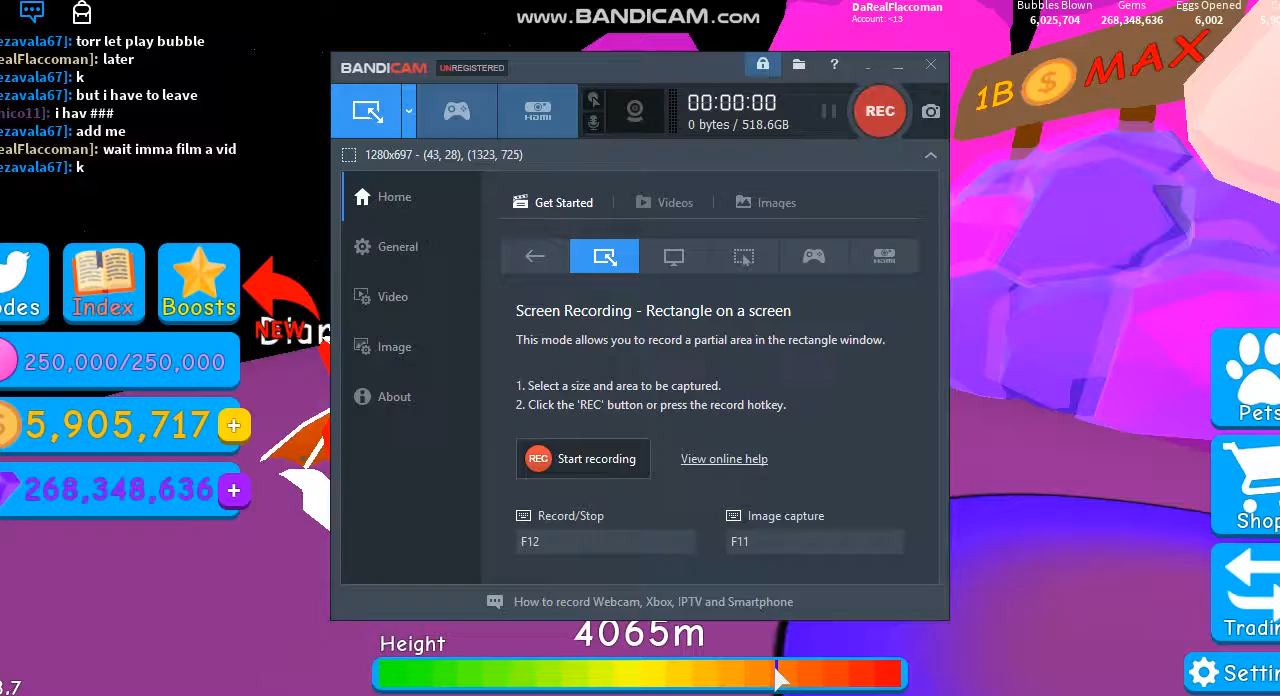 www.BANDICAM.com
DaRealFlaccoman
Account: <13
Bubbles Blown
6,025,704
Gems
268,348,636
Eggs Opened
6,002
ezavala67]: torr let play bubble
RealFlaccoman]: later
ezavala67]: k
ezavala67]: but i have to leave
nico11]: i hav ###
ezavala67]: add me
RealFlaccoman]: wait imma film a vid
ezavala67]: k
BANDICAM UNREGISTERED
?
HDMI
00:00:00
0 bytes / 518.6GB
REC
1280x697 - (43, 28), (1323, 725)
Home
General
Video
Image
About
Get Started
Videos
Images
HDMI
Screen Recording - Rectangle on a screen
This mode allows you to record a partial area in the rectangle window.
1. Select a size and area to be captured.
2. Click the 'REC' button or press the record hotkey.
REC Start recording
View online help
Record/Stop
F12
Image capture
F11
How to record Webcam, Xbox, IPTV and Smartphone
1B $ MAX
odes
Index
Boosts
NEW
250,000/250,000
$ 5,905,717 +
268,348,636 +
Pets
Shop
Tradin
Settin
Height
4065m
3.7